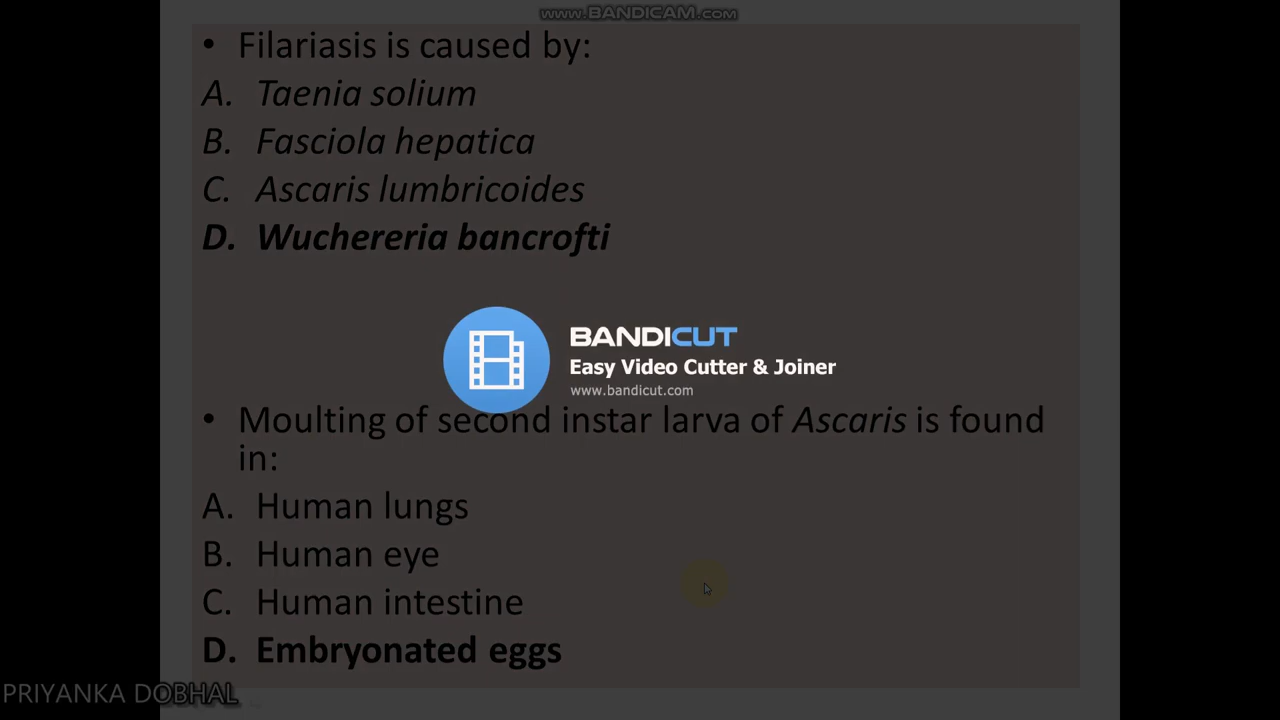 www.BANDICAM.com
• Filariasis is caused by:
A. Taenia solium
B. Fasciola hepatica
C. Ascaris lumbricoides
D. Wuchereria bancrofti
BANDICUT
Easy Video Cutter & Joiner
www.bandicut.com
• Moulting of second instar larva of Ascaris is found
in:
A. Human lungs
B. Human eye
C. Human intestine
D. Embryonated eggs
PRIYANKA DOBHAL